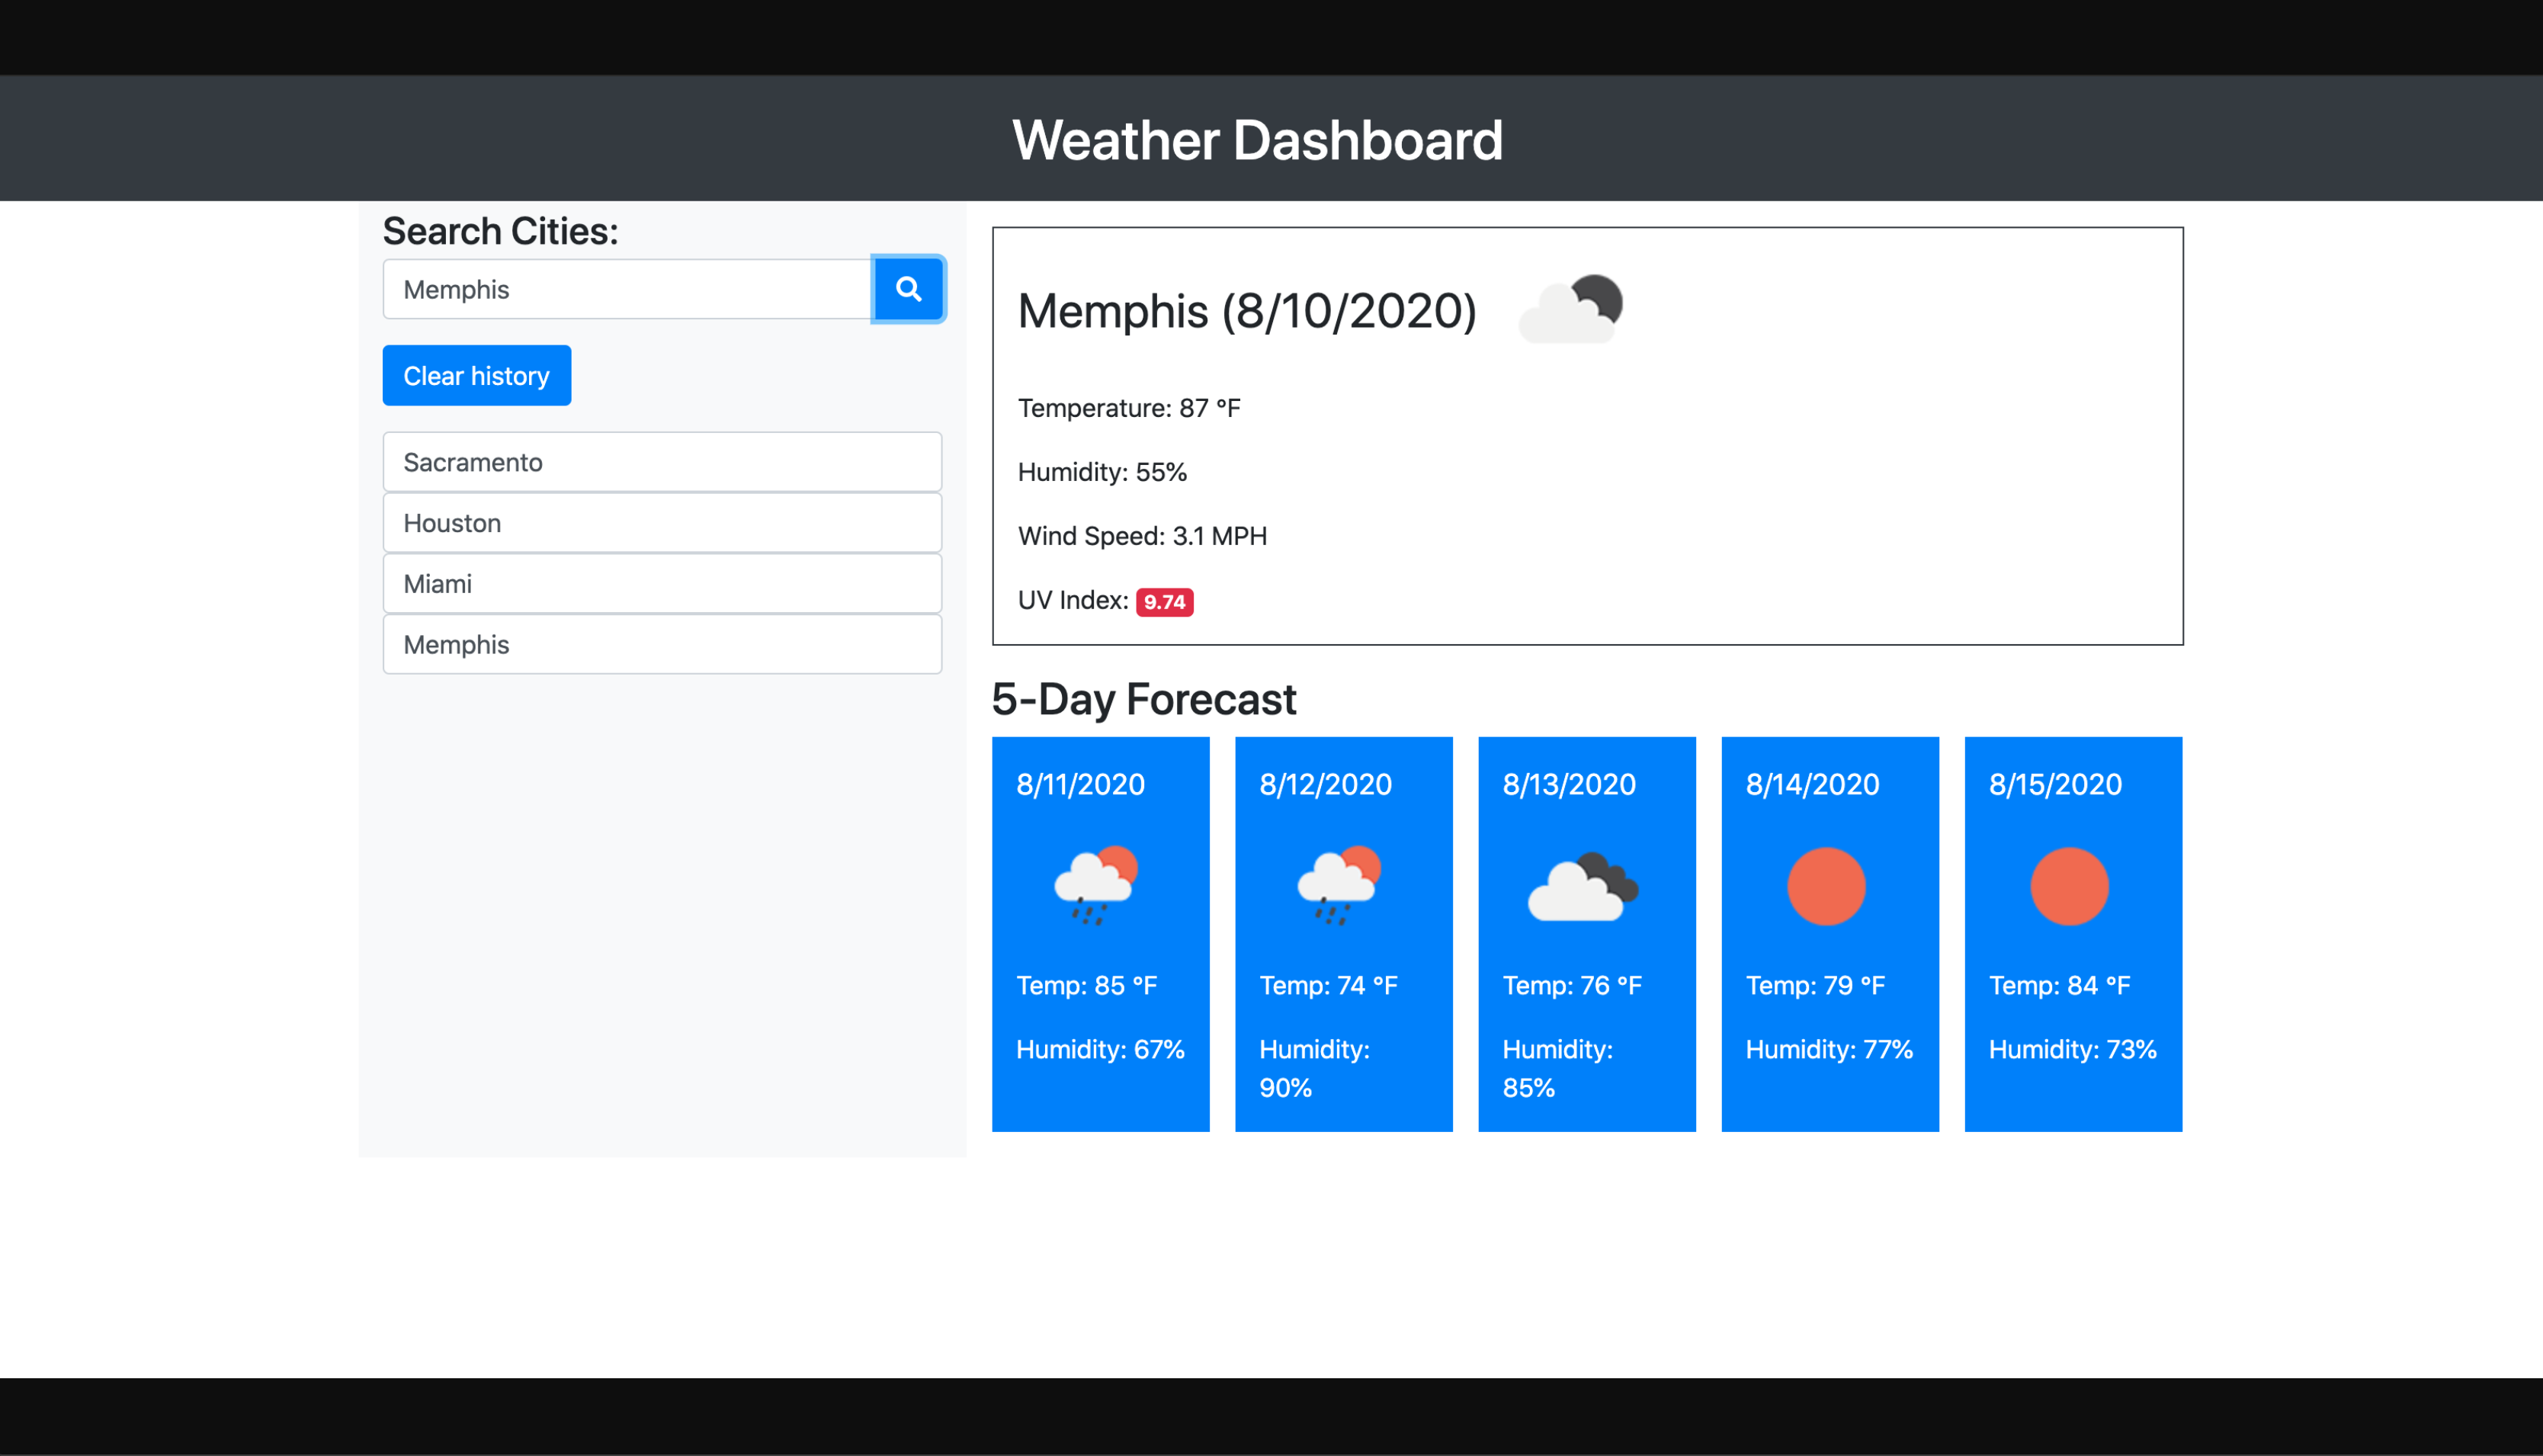 Weather Dashboard
Search Cities:
Memphis
Clear history
Sacramento
Houston
Miami
Memphis
Memphis (8/10/2020)
Temperature: 87 °F
Humidity: 55%
Wind Speed: 3.1 MPH
UV Index: 9.74
5-Day Forecast
8/11/2020
Temp: 85 °F
Humidity: 67%
8/12/2020
Temp: 74 °F
Humidity:
90%
8/13/2020
Temp: 76 °F
Humidity:
85%
8/14/2020
Temp: 79 °F
Humidity: 77%
8/15/2020
Temp: 84 °F
Humidity: 73%